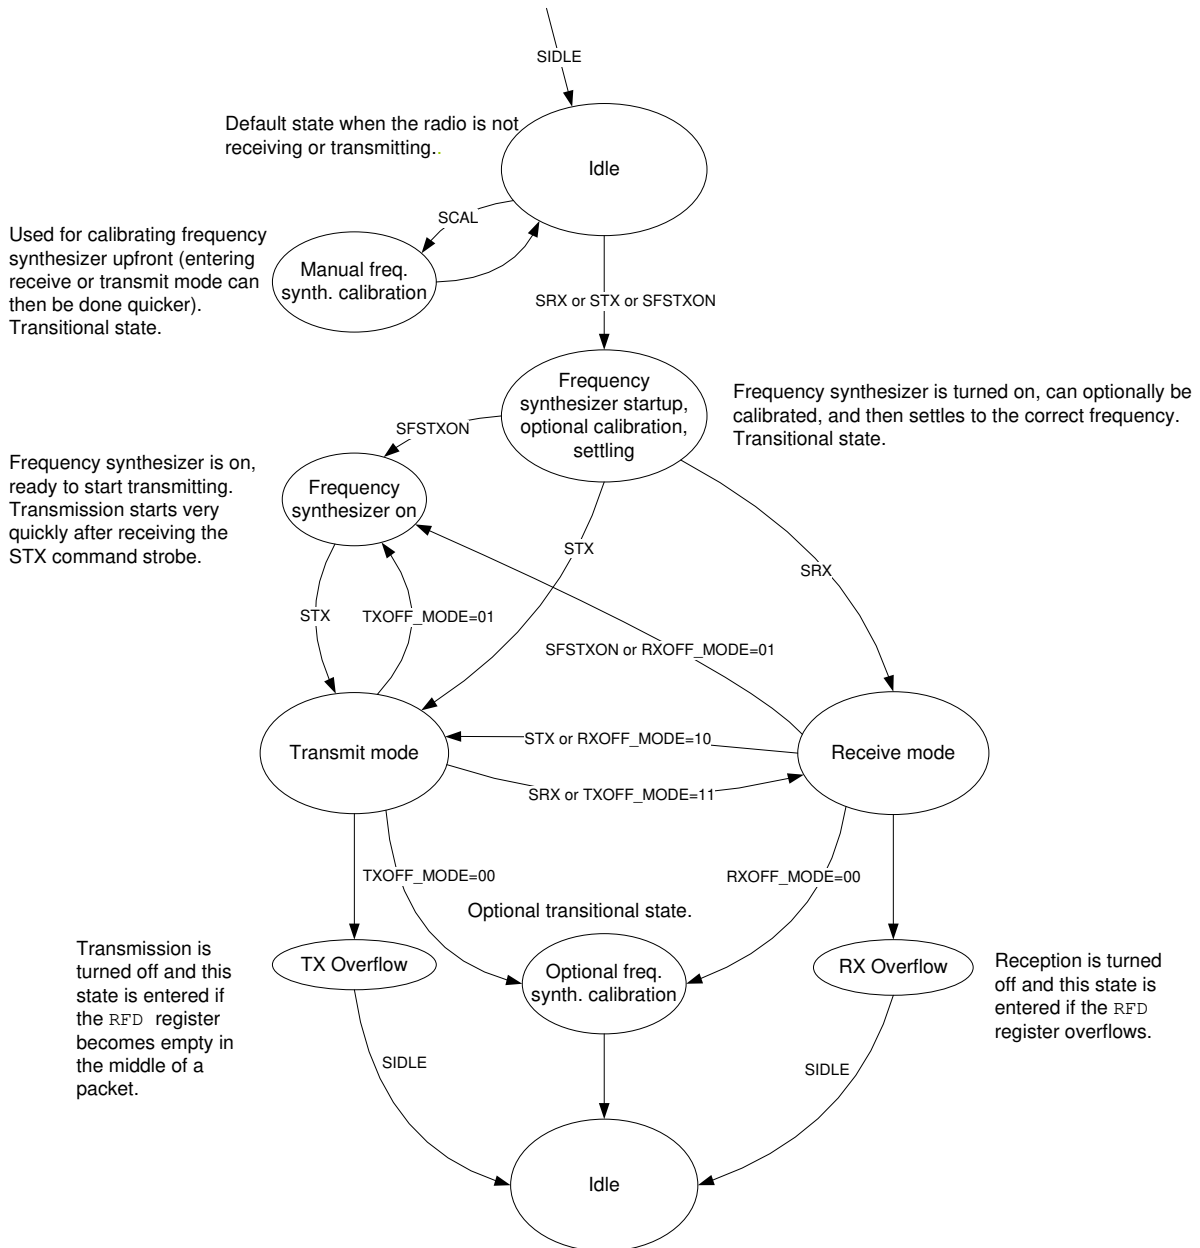 SIDLE
Default state when the radio is not
receiving or transmitting..
Idle
SCAL
Used for calibrating frequency
synthesizer upfront (entering
receive or transmit mode can
then be done quicker).
Transitional state.
Manual freq.
synth. calibration
SRX or STX or SFSTXON
Frequency
synthesizer startup,
optional calibration,
settling
Frequency synthesizer is turned on, can optionally be
calibrated, and then settles to the correct frequency.
Transitional state.
SFSTXON
Frequency synthesizer is on,
ready to start transmitting.
Transmission starts very
quickly after receiving the
STX command strobe.
Frequency
synthesizer on
STX
SRX
STX
TXOFF_MODE=01
SFSTXON or RXOFF_MODE=01
Transmit mode
STX or RXOFF_MODE=10
Receive mode
SRX or TXOFF_MODE=11
TXOFF_MODE=00
RXOFF_MODE=00
Optional transitional state.
Transmission is
turned off and this
state is entered if
the RFD register
becomes empty in
the middle of a
packet.
TX Overflow
Optional freq.
synth. calibration
RX Overflow
Reception is turned
off and this state is
entered if the RFD
register overflows.
SIDLE
SIDLE
Idle